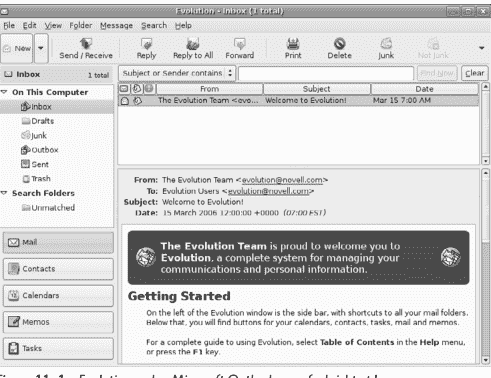 Evolution - Inbox (1 total)
File Edit View Folder Message Search Help
New Send / Receive Reply Reply to All Forward Print Delete Junk Not Junk
Inbox 1 total
Subject or Sender contains Find Now Clear
On This Computer
Inbox
Drafts
Junk
Outbox
Sent
Trash
Search Folders
Unmatched
Mail
Contacts
Calendars
Memos
Tasks
From Subject Date
The Evolution Team <evo... Welcome to Evolution! Mar 15 7:00 AM
From: The Evolution Team <evolution@novell.com>
To: Evolution Users <evolution@novell.com>
Subject: Welcome to Evolution!
Date: 15 March 2006 12:00:00 +0000 (07:00 EST)
The Evolution Team is proud to welcome you to
Evolution, a complete system for managing your
communications and personal information.
Getting Started
On the left of the Evolution window is the side bar, with shortcuts to all your mail folders.
Below that, you will find buttons for your calendars, contacts, tasks, mail and memos.
For a complete guide to using Evolution, select Table of Contents in the Help menu,
or press the F1 key.